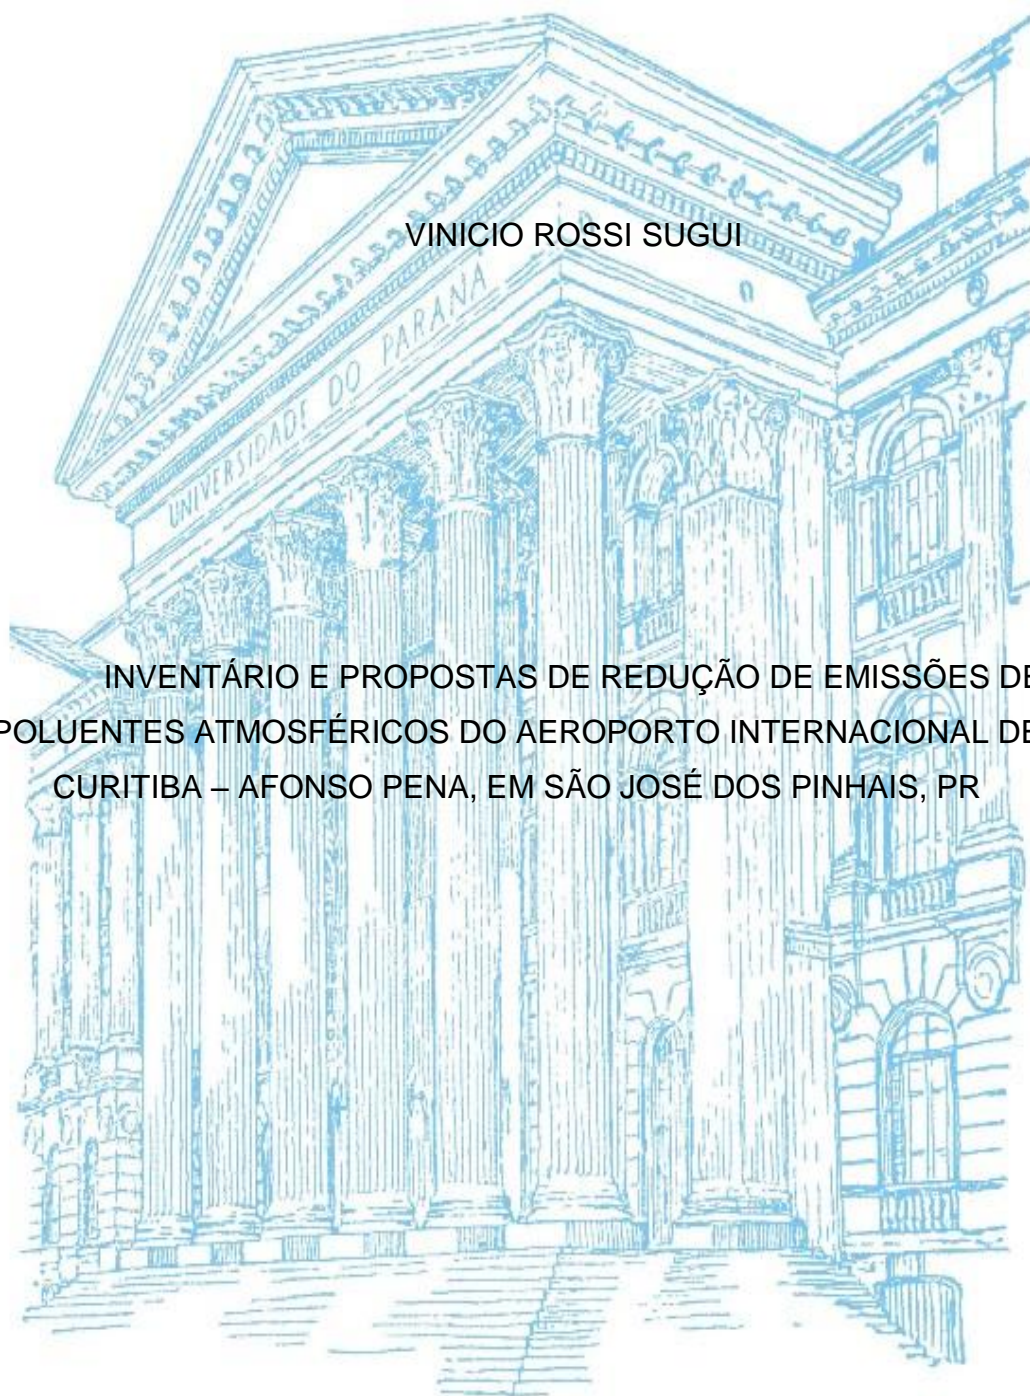 VINICIO ROSSI SUGUI
UNIVERSIDADE DO PARANÁ
INVENTÁRIO E PROPOSTAS DE REDUÇÃO DE EMISSÕES DE
POLUENTES ATMOSFÉRICOS DO AEROPORTO INTERNACIONAL DE
CURITIBA – AFONSO PENA, EM SÃO JOSÉ DOS PINHAIS, PR